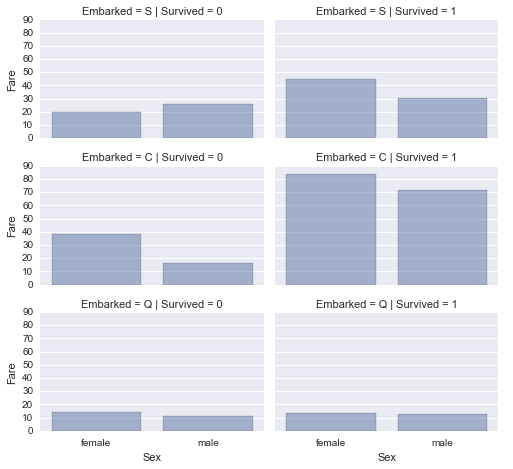 Embarked = S | Survived = 0
Embarked = S | Survived = 1
90
80
70
60
50
40
30
20
10
0
Fare
Embarked = C | Survived = 0
Embarked = C | Survived = 1
90
80
70
60
50
40
30
20
10
0
Fare
Embarked = Q | Survived = 0
Embarked = Q | Survived = 1
90
80
70
60
50
40
30
20
10
0
Fare
female
male
female
male
Sex
Sex